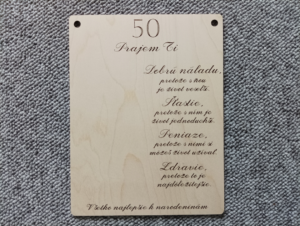 50
Prajem Ti
Dobrú náladu,
pretože s ňou
je život veselší.
Šťastie,
pretože s ním je
život jednoduchší.
Peniaze,
pretože s nimi si
môžeš život užívať.
Zdravie,
pretože to je
najdôležitejšie
Všetko najlepšie k narodeninám